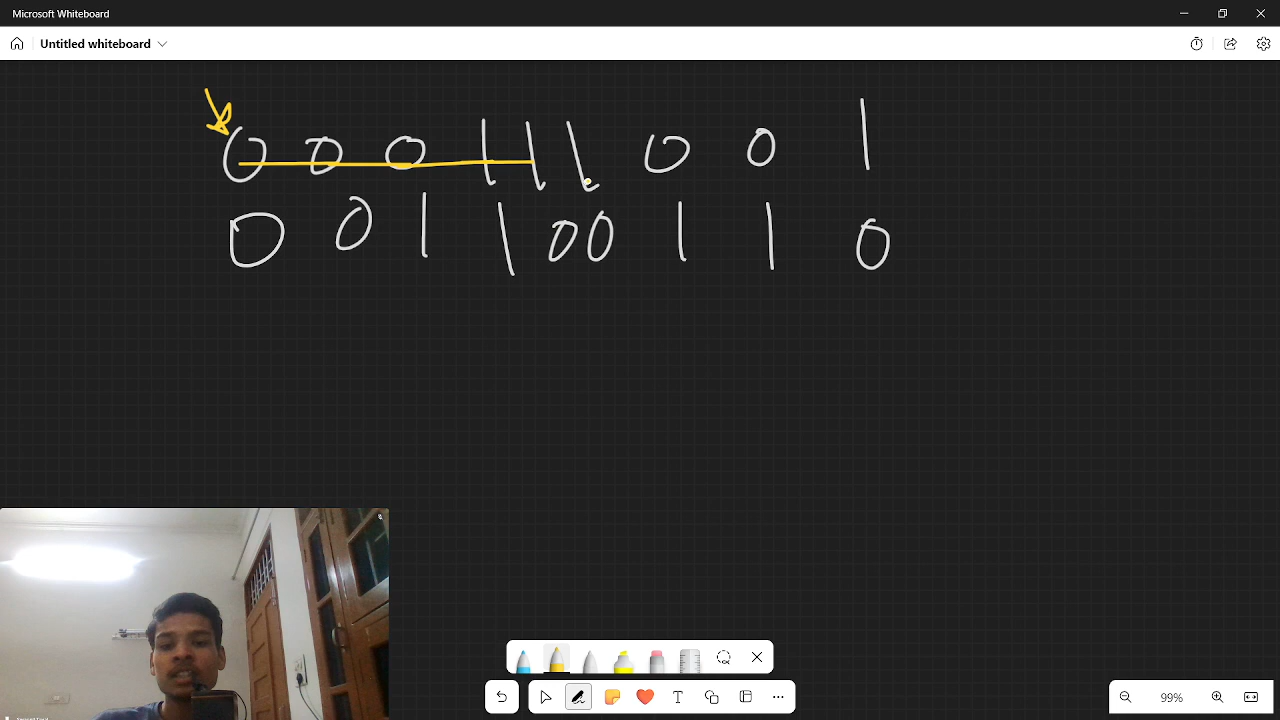 Microsoft Whiteboard
Untitled whiteboard
0 0 0 1 1 1 0 0 1
0 0 1 1 0 0 1 1 0
99%